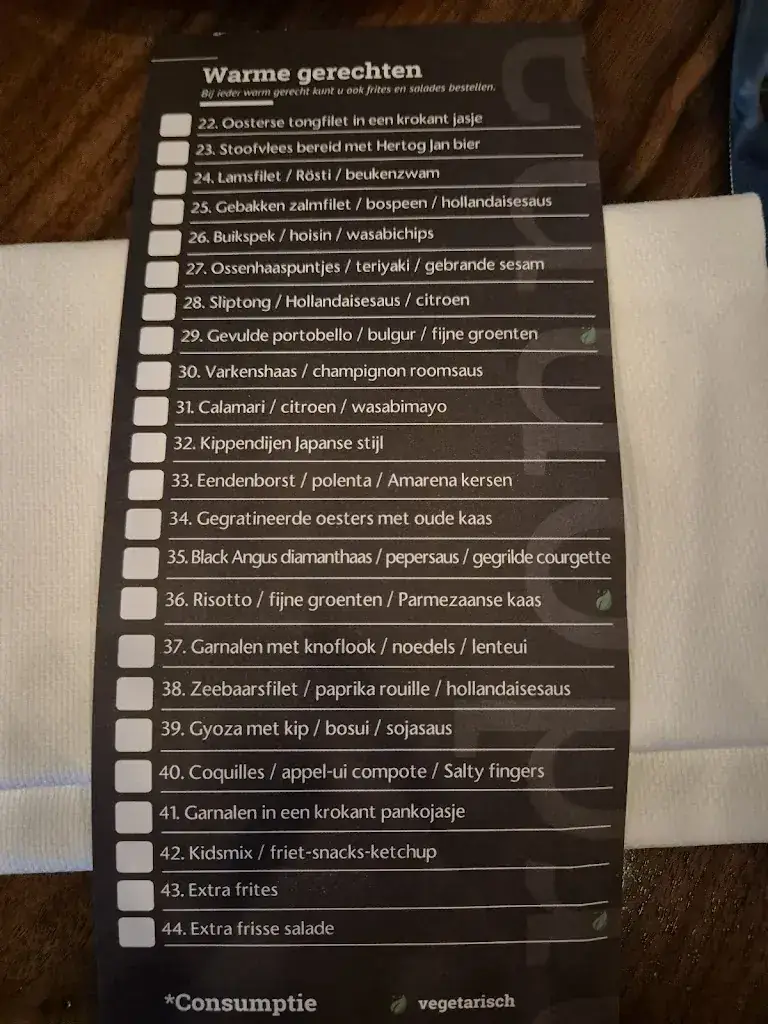 Warme gerechten
Bij ieder warm gerecht kunt u ook frites en salades bestellen.
22. Oosterse tongfilet in een krokant jasje
23. Stoofvlees bereid met Hertog Jan bier
24. Lamsfilet / Rösti / beukenzwam
25. Gebakken zalmfilet / bospeen / hollandaisesaus
26. Buikspek / hoisin / wasabichips
27. Ossenhaaspuntjes / teriyaki / gebrande sesam
28. Sliptong / Hollandaisesaus / citroen
29. Gevulde portobello / bulgur / fijne groenten
30. Varkenshaas / champignon roomsaus
31. Calamari / citroen / wasabimayo
32. Kippendijen Japanse stijl
33. Eendenborst / polenta / Amarena kersen
34. Gegratineerde oesters met oude kaas
35. Black Angus diamanthaas / pepersaus / gegrilde courgette
36. Risotto / fijne groenten / Parmezaanse kaas
37. Garnalen met knoflook / noedels / lenteui
38. Zeebaarsfilet / paprika rouille / hollandaisesaus
39. Gyoza met kip / bosui / sojasaus
40. Coquilles / appel-ui compote / Salty fingers
41. Garnalen in een krokant pankojasje
42. Kidsmix / friet-snacks-ketchup
43. Extra frites
44. Extra frisse salade
*Consumptie vegetarisch